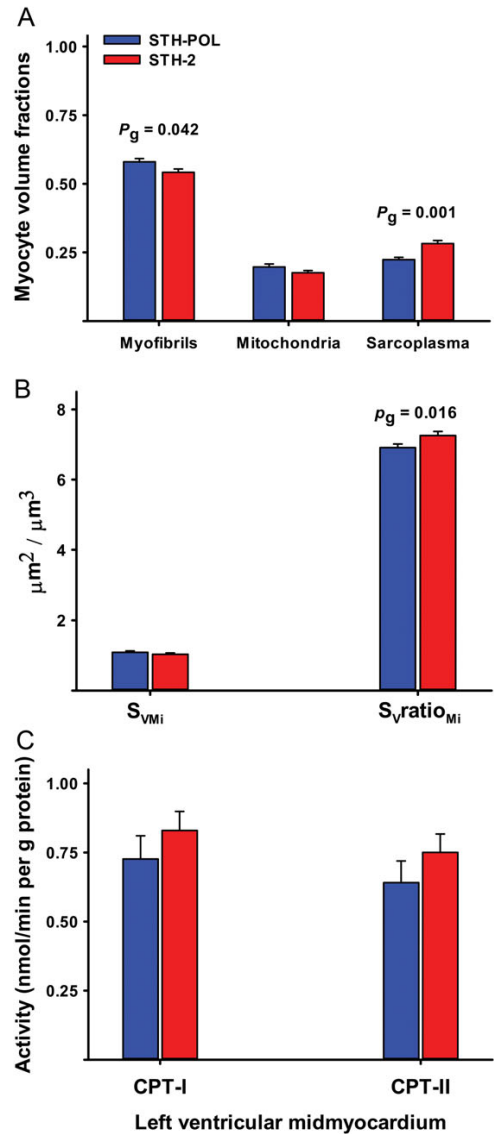 A
STH-POL
STH-2
1.00
0.75
0.50
0.25
Myocyte volume fractions
Pg = 0.042
Pg = 0.001
Myofibrils Mitochondria Sarcoplasma
B
8
6
4
2
μm² / μm³
pg = 0.016
SVMi SVratioMi
C
1.00
0.75
0.50
0.25
Activity (nmol/min per g protein)
CPT-I CPT-II
Left ventricular midmyocardium